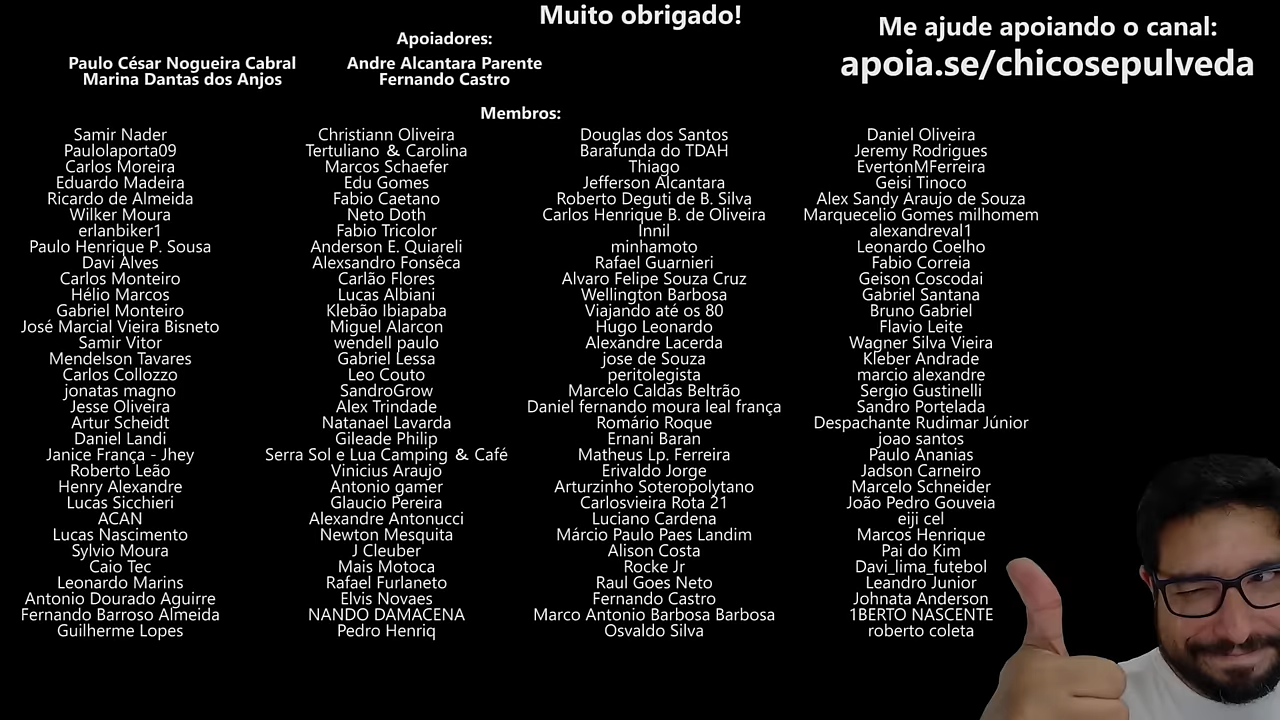 Muito obrigado!
Me ajude apoiando o canal:
apoia.se/chicosepulveda
Apoiadores:
Paulo César Nogueira Cabral
Marina Dantas dos Anjos
Andre Alcantara Parente
Fernando Castro
Membros:
Samir Nader
Paulolaporta09
Carlos Moreira
Eduardo Madeira
Ricardo de Almeida
Wilker Moura
erlanbiker1
Paulo Henrique P. Sousa
Davi Alves
Carlos Monteiro
Hélio Marcos
Gabriel Monteiro
José Marcial Vieira Bisneto
Samir Vitor
Mendelson Tavares
Carlos Collozzo
jonatas magno
Jesse Oliveira
Artur Scheidt
Daniel Landi
Janice França - Jhey
Roberto Leão
Henry Alexandre
Lucas Sicchieri
ACAN
Lucas Nascimento
Sylvio Moura
Caio Tec
Leonardo Marins
Antonio Dourado Aguirre
Fernando Barroso Almeida
Guilherme Lopes
Christiann Oliveira
Tertuliano & Carolina
Marcos Schaefer
Edu Gomes
Fabio Caetano
Neto Doth
Fabio Tricolor
Anderson E. Quiareli
Alexsandro Fonsêca
Carlão Flores
Lucas Albiani
Klebão Ibiapaba
Miguel Alarcon
wendell paulo
Gabriel Lessa
Leo Couto
SandroGrow
Alex Trindade
Natanael Lavarda
Gileade Philip
Serra Sol e Lua Camping & Café
Vinicius Araujo
Antonio gamer
Glaucio Pereira
Alexandre Antonucci
Newton Mesquita
J Cleuber
Mais Motoca
Rafael Furlaneto
Elvis Novaes
NANDO DAMACENA
Pedro Henriq
Douglas dos Santos
Barafunda do TDAH
Thiago
Jefferson Alcantara
Roberto Deguti de B. Silva
Carlos Henrique B. de Oliveira
Innil
minhamoto
Rafael Guarnieri
Alvaro Felipe Souza Cruz
Wellington Barbosa
Viajando até os 80
Hugo Leonardo
Alexandre Lacerda
jose de Souza
peritolegista
Marcelo Caldas Beltrão
Daniel fernando moura leal frança
Romário Roque
Ernani Baran
Matheus Lp. Ferreira
Erivaldo Jorge
Arturzinho Soteropolytano
Carlosvieira Rota 21
Luciano Cardena
Márcio Paulo Paes Landim
Alison Costa
Rocke Jr
Raul Goes Neto
Fernando Castro
Marco Antonio Barbosa Barbosa
Osvaldo Silva
Daniel Oliveira
Jeremy Rodrigues
EvertonMFerreira
Geisi Tinoco
Alex Sandy Araujo de Souza
Marquecelio Gomes milhomem
alexandreval1
Leonardo Coelho
Fabio Correia
Geison Coscodai
Gabriel Santana
Bruno Gabriel
Flavio Leite
Wagner Silva Vieira
Kleber Andrade
marcio alexandre
Sergio Gustinelli
Sandro Portelada
Despachante Rudimar Júnior
joao santos
Paulo Ananias
Jadson Carneiro
Marcelo Schneider
João Pedro Gouveia
eiji cel
Marcos Henrique
Pai do Kim
Davi_lima_futebol
Leandro Junior
Johnata Anderson
1BERTO NASCENTE
roberto coleta